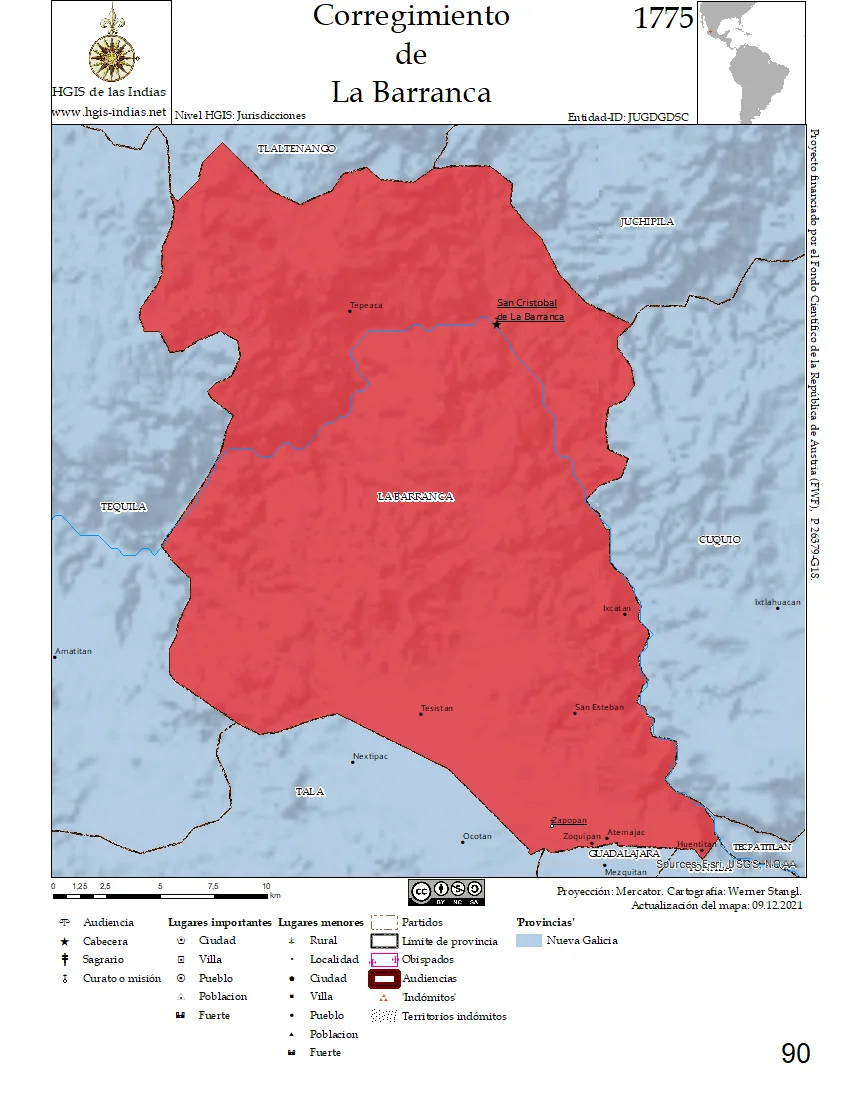 Corregimiento
de
La Barranca
1775
HGIS de las Indias
www.hgis-indias.net
Nivel HGIS: Jurisdicciones
Entidad-ID: JUGDGDSC
Proyecto financiado por el Fondo Científico de la República de Austria (FWF), P 26379-G18.
TLALTENANGO
JUCHIPILA
San Cristobal
de La Barranca
Tepeaca
LA BARRANCA
TEQUILA
CUQUIO
Ixtlahuacan
Ixcatan
Amatitan
Tesistan
San Esteban
Nextipac
TALA
Zapopan
Ocotan
Zoquipan
Atemajac
Huentitan
TEPATITLAN
GUADALAJARA
Sources: Esri, USGS, NOAA
Mezquitan
0 1,25 2,5 5 7,5 10
km
CC BY NC SA
Proyección: Mercator. Cartografía: Werner Stangl.
Actualización del mapa: 09.12.2021
Audiencia
Cabecera
Sagrario
Curato o misión
Lugares importantes
Ciudad
Villa
Pueblo
Poblacion
Fuerte
Lugares menores
Rural
Localidad
Ciudad
Villa
Pueblo
Poblacion
Fuerte
Partidos
Límite de provincia
Obispados
Audiencias
'Indómitos'
Territorios indómitos
'Provincias'
Nueva Galicia
90